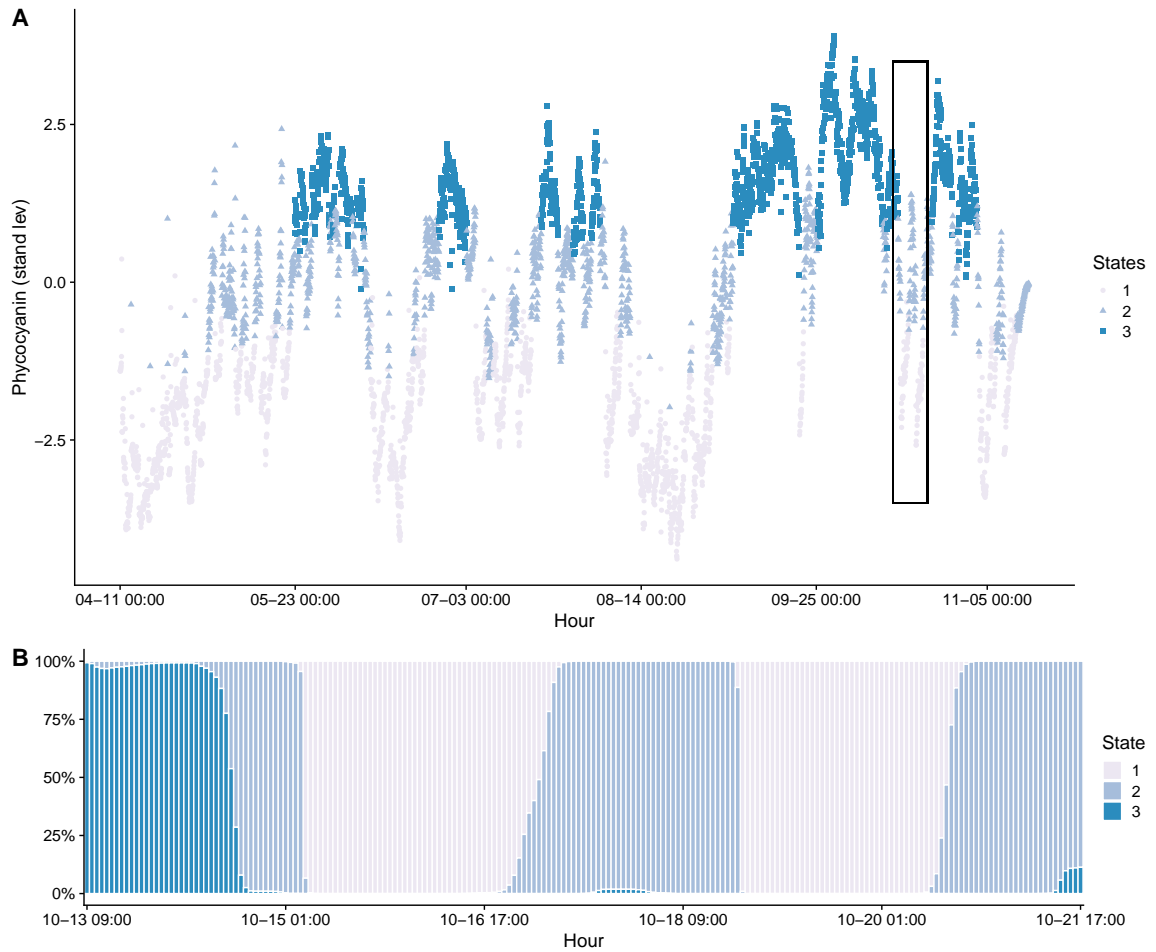 A
Phycocyanin (stand lev)
2.5
0.0
−2.5
04−11 00:00 05−23 00:00 07−03 00:00 08−14 00:00 09−25 00:00 11−05 00:00
Hour
States
1
2
3
B
100%
75%
50%
25%
0%
10−13 09:00 10−15 01:00 10−16 17:00 10−18 09:00 10−20 01:00 10−21 17:00
Hour
State
1
2
3